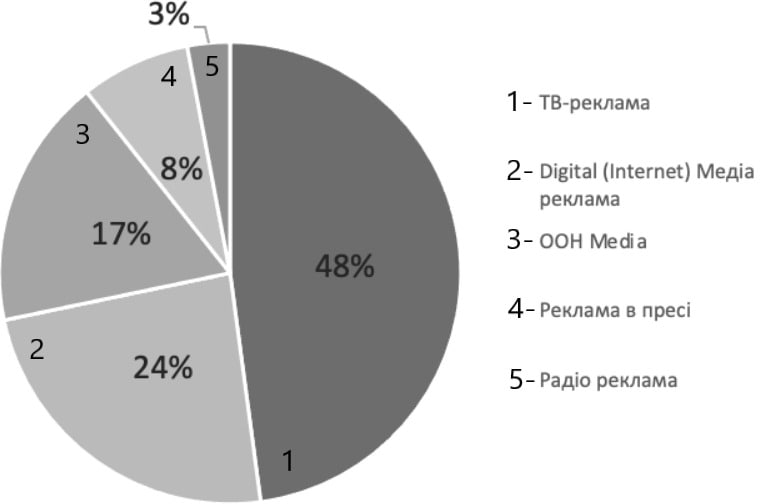 3%
4
5
3
8%
17%
48%
2
24%
1
1- ТВ-реклама
2- Digital (Internet) Медіа
реклама
3- OOH Media
4- Реклама в пресі
5- Радіо реклама